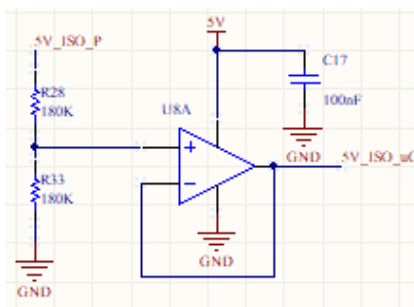 5V_ISO_P
5V
R28
180K
C17
100nF
U8A
GND
5V_ISO_uC
R33
180K
GND
GND